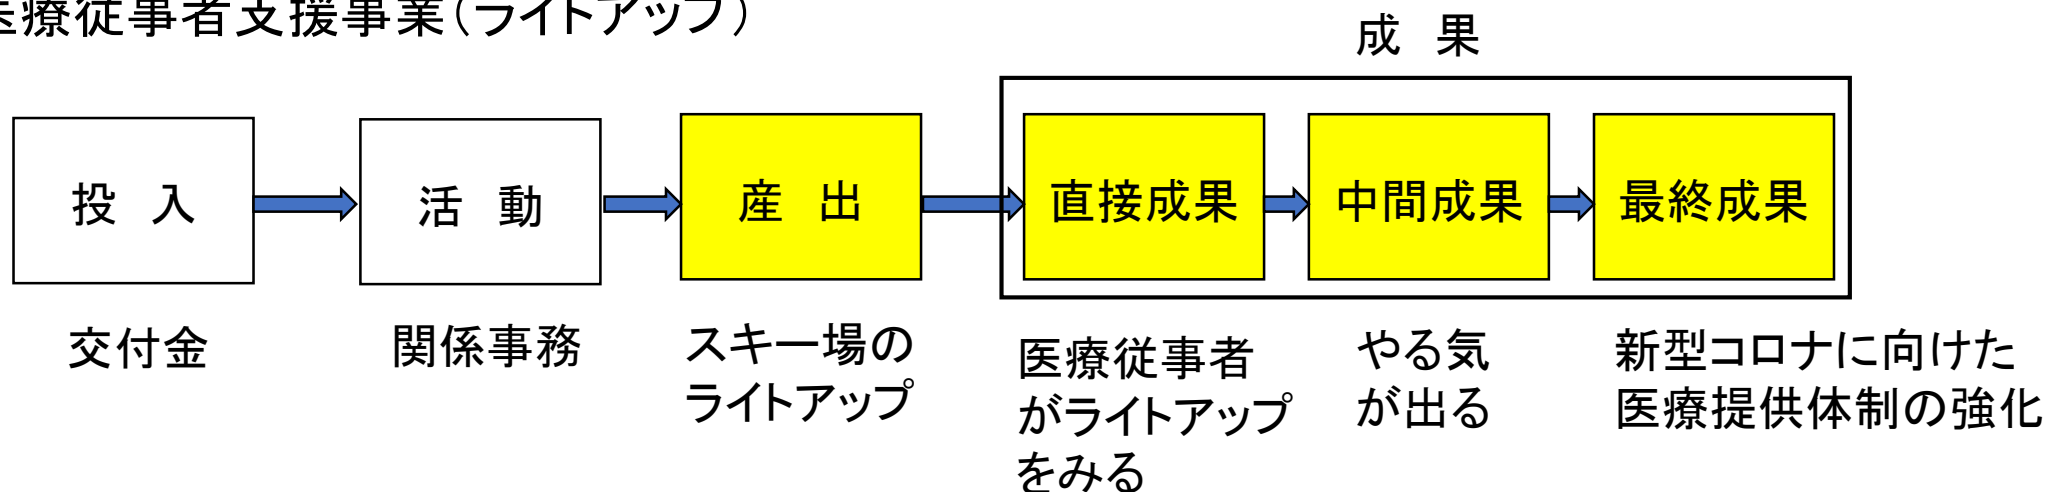 医療従事者支援事業（ライトアップ）
成　果
投　入
活　動
産　出
直接成果
中間成果
最終成果
交付金
関係事務
スキー場の
ライトアップ
医療従事者
がライトアップ
をみる
やる気
が出る
新型コロナに向けた
医療提供体制の強化